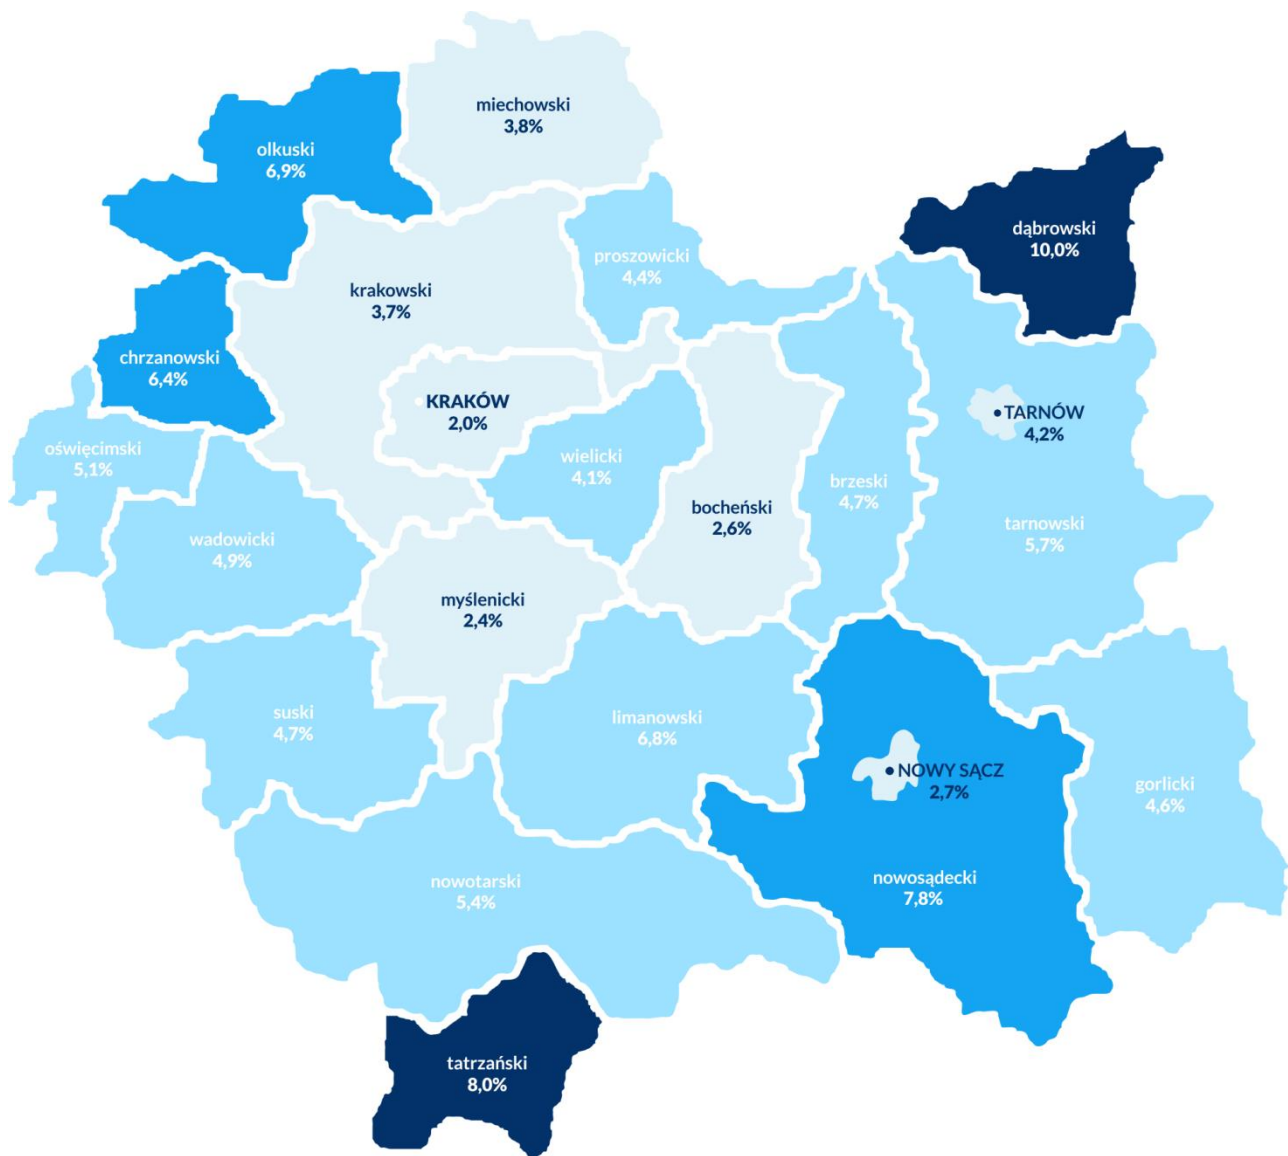 miechowski
3,8%
olkuski
6,9%
dąbrowski
10,0%
proszowicki
4,4%
krakowski
3,7%
chrzanowski
6,4%
KRAKÓW
2,0%
TARNÓW
4,2%
oświęcimski
5,1%
wielicki
4,1%
brzeski
4,7%
bocheński
2,6%
tarnowski
5,7%
wadowicki
4,9%
myślenicki
2,4%
suski
4,7%
limanowski
6,8%
NOWY SĄCZ
2,7%
gorlicki
4,6%
nowotarski
5,4%
nowosądecki
7,8%
tatrzański
8,0%